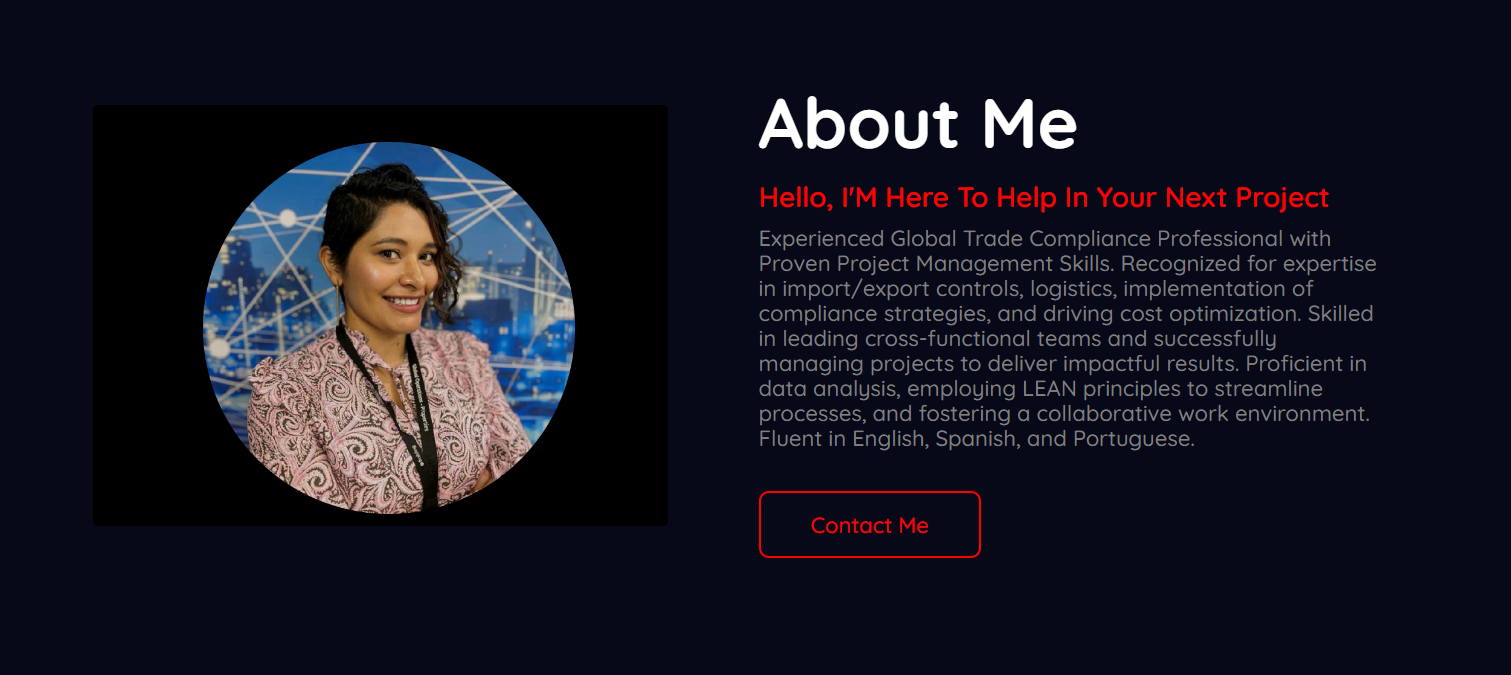 About Me
Hello, I'M Here To Help In Your Next Project
Experienced Global Trade Compliance Professional with
Proven Project Management Skills. Recognized for expertise
in import/export controls, logistics, implementation of
compliance strategies, and driving cost optimization. Skilled
in leading cross-functional teams and successfully
managing projects to deliver impactful results. Proficient in
data analysis, employing LEAN principles to streamline
processes, and fostering a collaborative work environment.
Fluent in English, Spanish, and Portuguese.
Contact Me